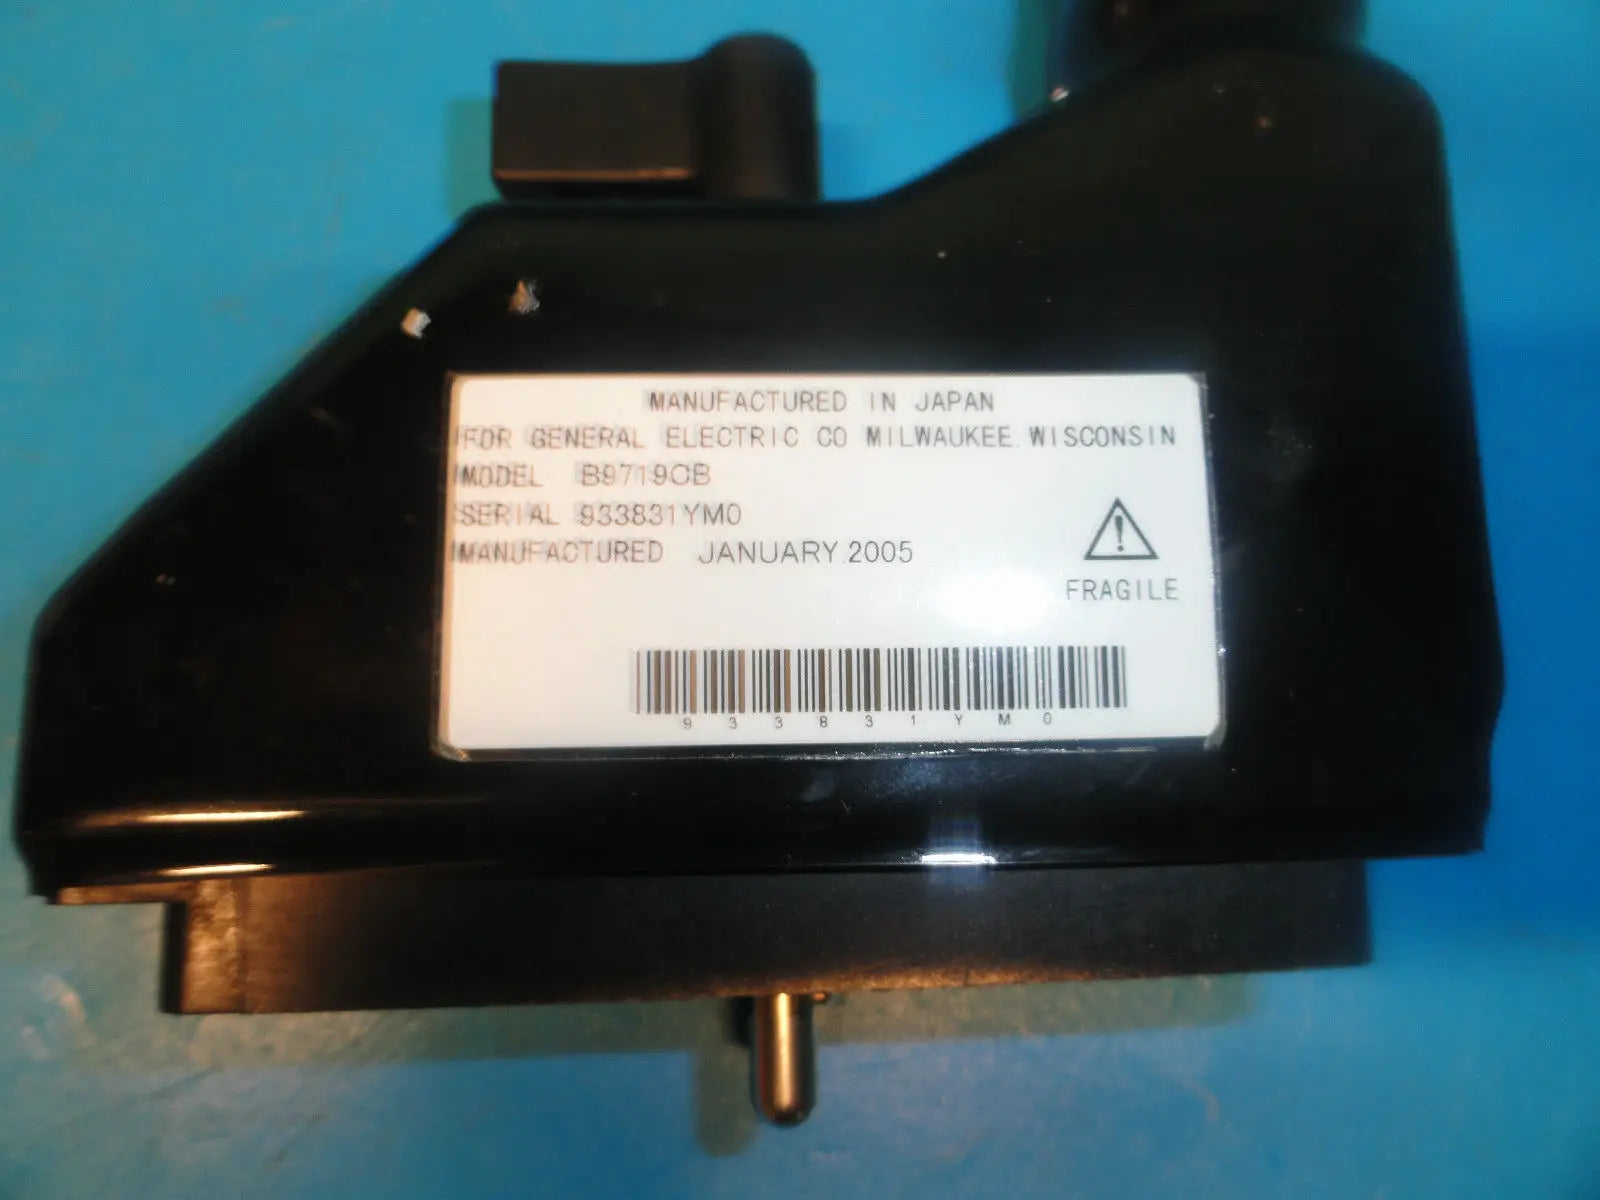 MANUFACTURED IN JAPAN
FOR GENERAL ELECTRIC CO MILWAUKEE. WISCONSIN
MODEL B9719CB
SERIAL 933831YM0
MANUFACTURED JANUARY.2005
FRAGILE
933831YM0